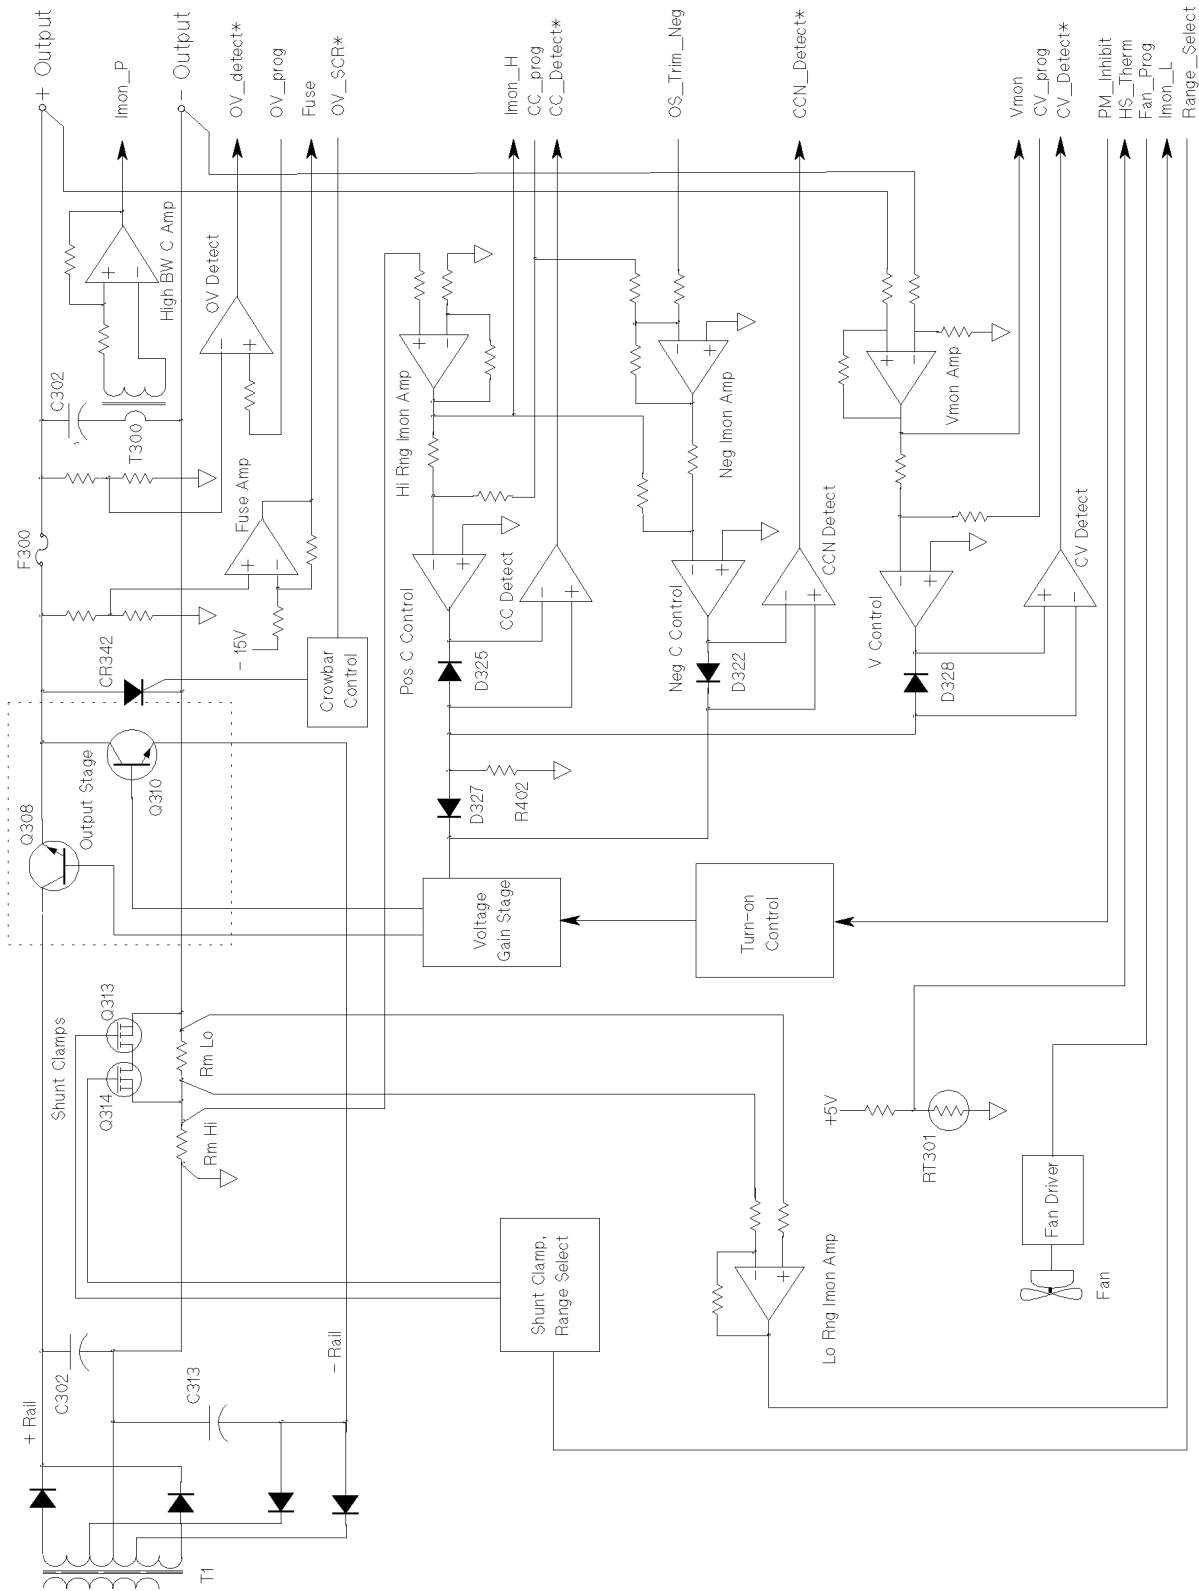 + Output
Imon_P
- Output
OV_detect*
OV_prog
Fuse
OV_SCR*
Imon_H
CC_prog
CC_Detect*
OS_Trim_Neg
CCN_Detect*
Vmon
CV_prog
CV_Detect*
PM_Inhibit
HS_Therm
Fan_Prog
Imon_L
Range_Select
High BW C Amp
OV Detect
C302
T300
F300
Fuse Amp
-15V
CR342
Crowbar
Control
Q308
Output Stage
Q310
Hi Rng Imon Amp
Neg Imon Amp
Vmon Amp
Pos C Control
CC Detect
Neg C Control
CCN Detect
V Control
CV Detect
D325
D322
D328
D327
R402
Voltage
Gain Stage
Turn-on
Control
Shunt Clamps
Q313
Q314
Rm Lo
Rm Hi
+5V
RT301
Shunt Clamp,
Range Select
Lo Rng Imon Amp
Fan Driver
Fan
+ Rail
C302
C313
- Rail
T1